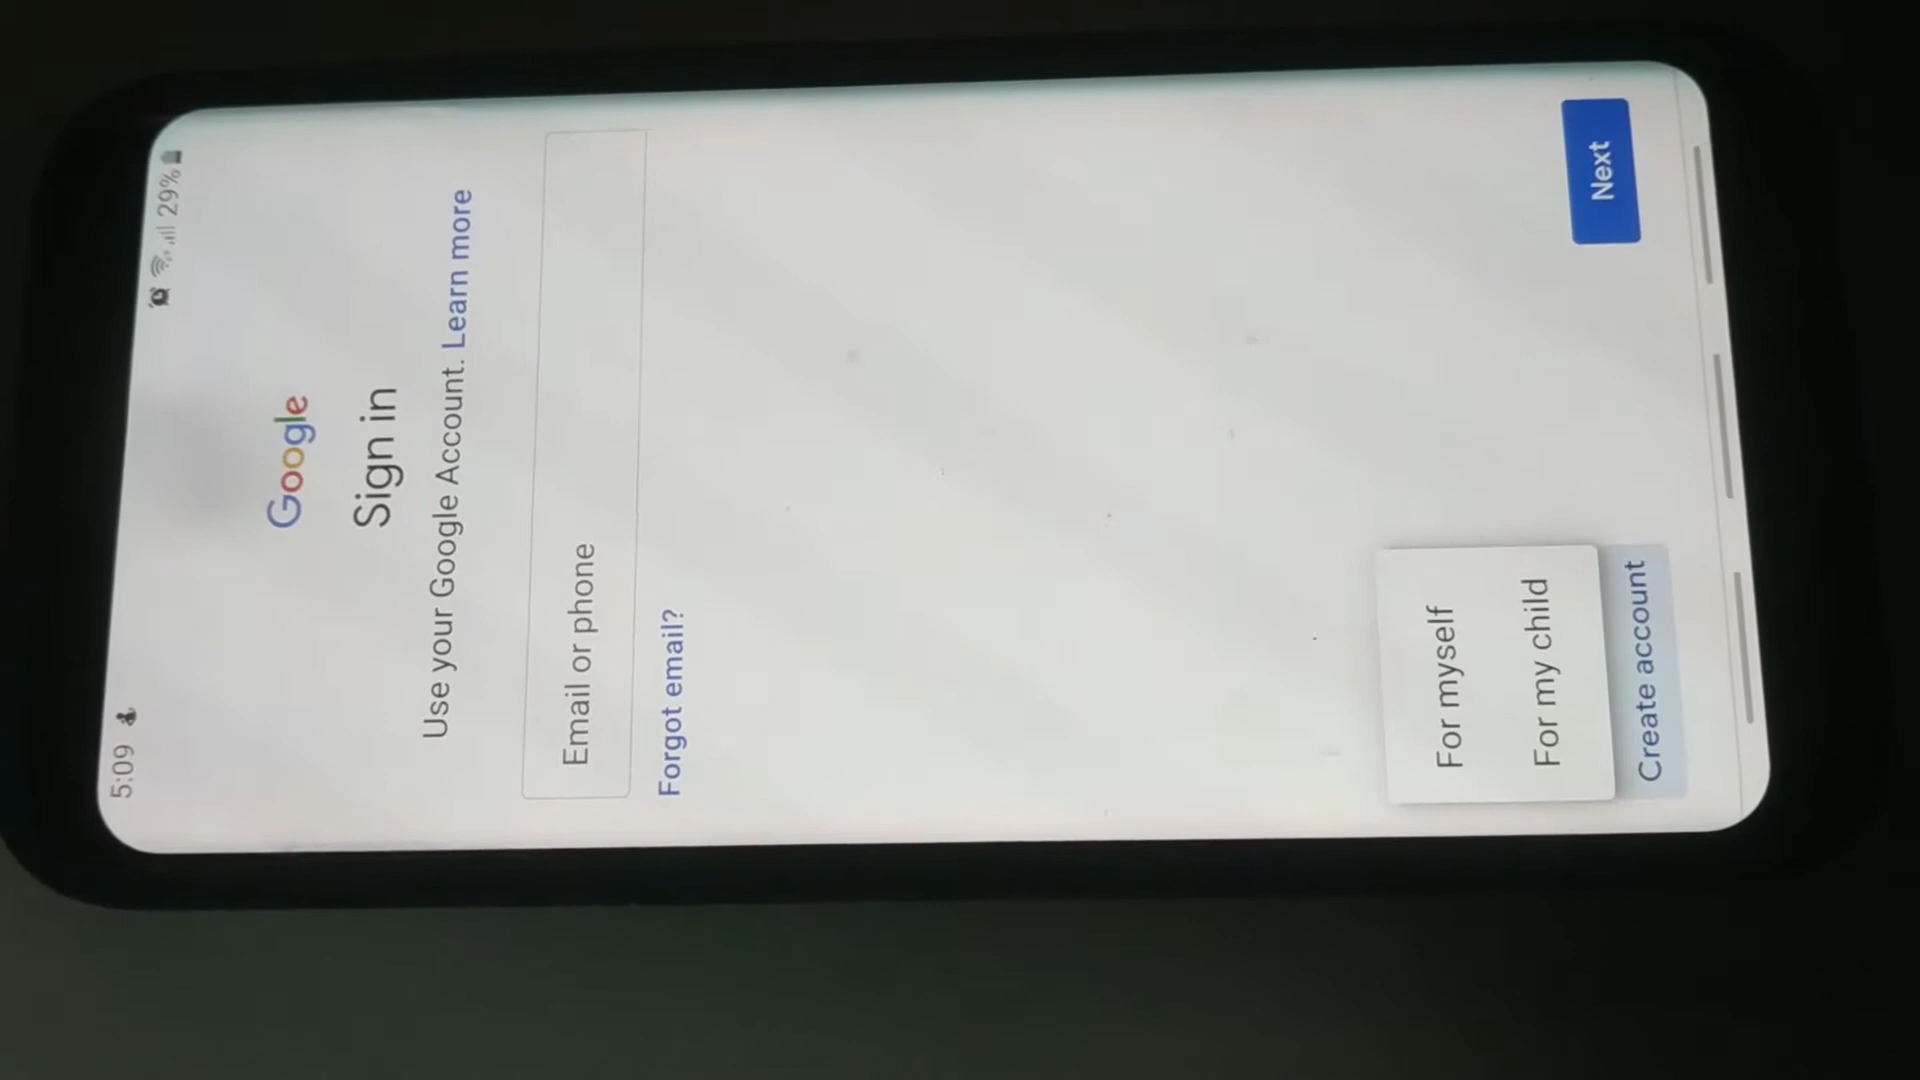 5:09
29%
Google
Sign in
Use your Google Account. Learn more
Email or phone
Forgot email?
For myself
For my child
Create account
Next